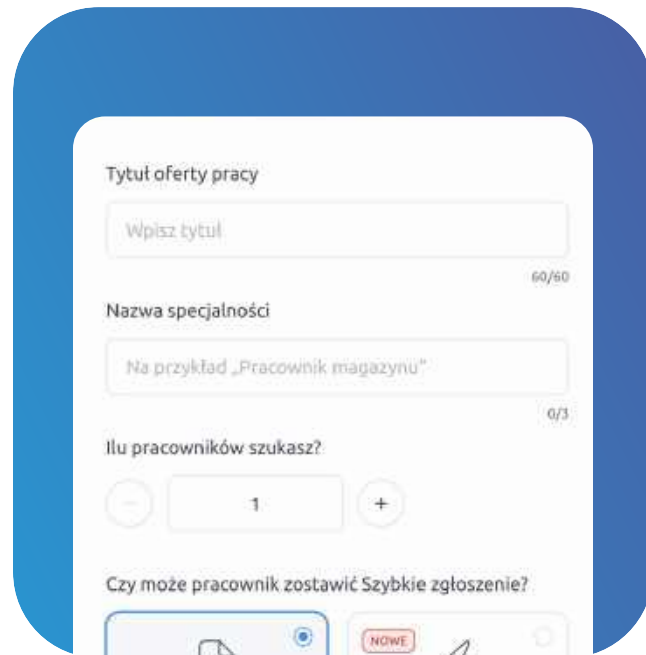 Tytuł oferty pracy
Wpisz tytuł
60/60
Nazwa specjalności
Na przykład „Pracownik magazynu”
0/3
Ilu pracowników szukasz?
− 1 +
Czy może pracownik zostawić Szybkie zgłoszenie?
NOWE